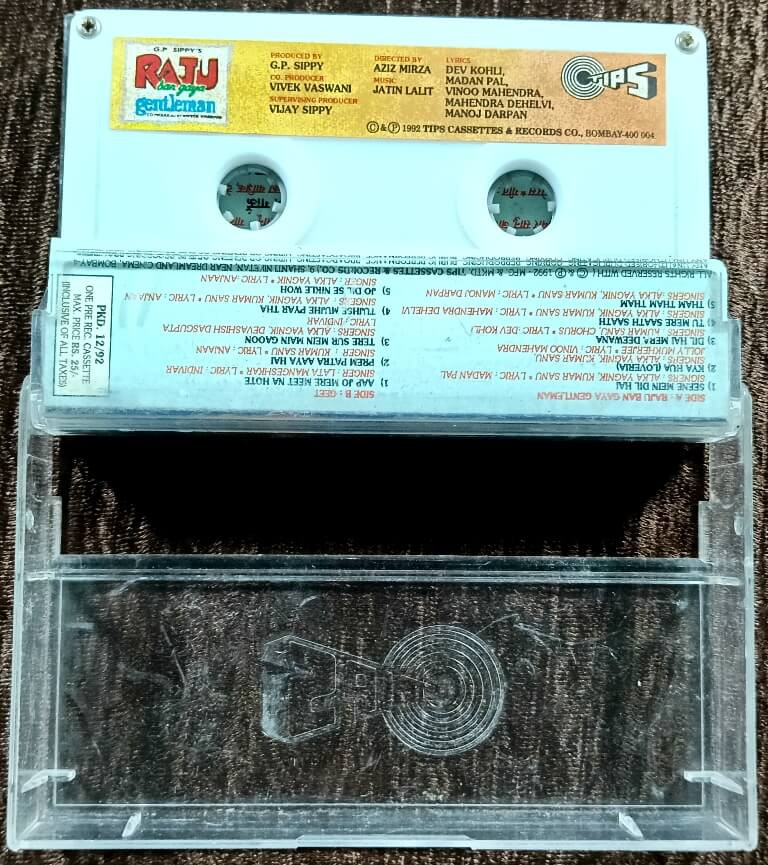 G.P. SIPPY'S
RAJU
ban gaya
gentleman
PRODUCED BY
G.P. SIPPY
CO. PRODUCER
VIVEK VASWANI
SUPERVISING PRODUCER
VIJAY SIPPY
DIRECTED BY
AZIZ MIRZA
MUSIC
JATIN LALIT
LYRICS
DEV KOHLI,
MADAN PAL,
VINOO MAHENDRA,
MAHENDRA DEHELVI,
MANOJ DARPAN
TIPS
© & ℗ 1992 TIPS CASSETTES & RECORDS CO., BOMBAY-400 004
PKD. 12/92
ONE PRE REC. CASSETTE
MAX. PRICE RS. 25/-
(INCLUSIVE OF ALL TAXES)
SIDE A : RAJU BAN GAYA GENTLEMAN
1) SEENE MEIN DIL HAI
SIGNERS : ALKA YAGNIK, KUMAR SANU * LYRIC : MADAN PAL
2) KYA HUA (LOVERIA)
SINGERS : ALKA YAGNIK, KUMAR SANU,
JOLLY MUKHERJEE * LYRIC : VINOO MAHENDRA
3) DIL HAI MERA DEEWANA
SINGERS : KUMAR SANU, CHORUS * LYRIC : DEV KOHLI
4) TU MERE SAATH SAATH
SINGERS : ALKA YAGNIK, KUMAR SANU * LYRIC : MAHENDRA DEHELVI
5) THAM THAM THAM
SINGERS : ALKA YAGNIK, KUMAR SANU * LYRIC : MANOJ DARPAN
SIDE B : GEET
1) AAP JO MERE MEET NA HOTE
SINGER : LATA MANGESHKAR * LYRIC : INDIVAR
2) PREM PATRA AAYA HAI
SINGER : KUMAR SANU * LYRIC : ANJAAN
3) TERE SUR MEIN MAIN GAOON
SINGER : ALKA YAGNIK, DEVASHISH DASGUPTA
LYRIC : INDIVAR
4) TUMSE MUJHE PYAR THA
SINGERS : ALKA YAGNIK, KUMAR SANU * LYRIC : ANJAAN
5) JO DIL SE NIKLE WOH
SINGER : ALKA YAGNIK * LYRIC : ANJAAN
TIPS